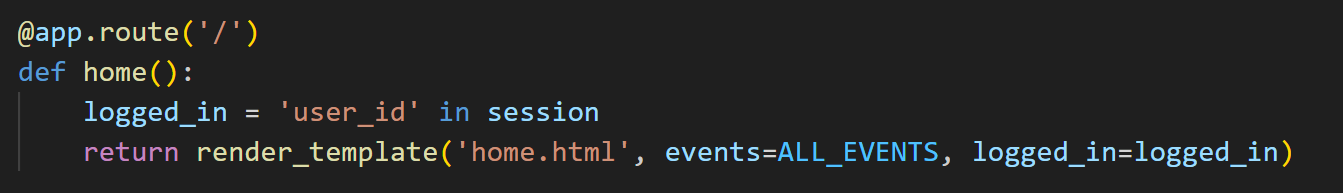 @app.route('/')
def home():
    logged_in = 'user_id' in session
    return render_template('home.html', events=ALL_EVENTS, logged_in=logged_in)